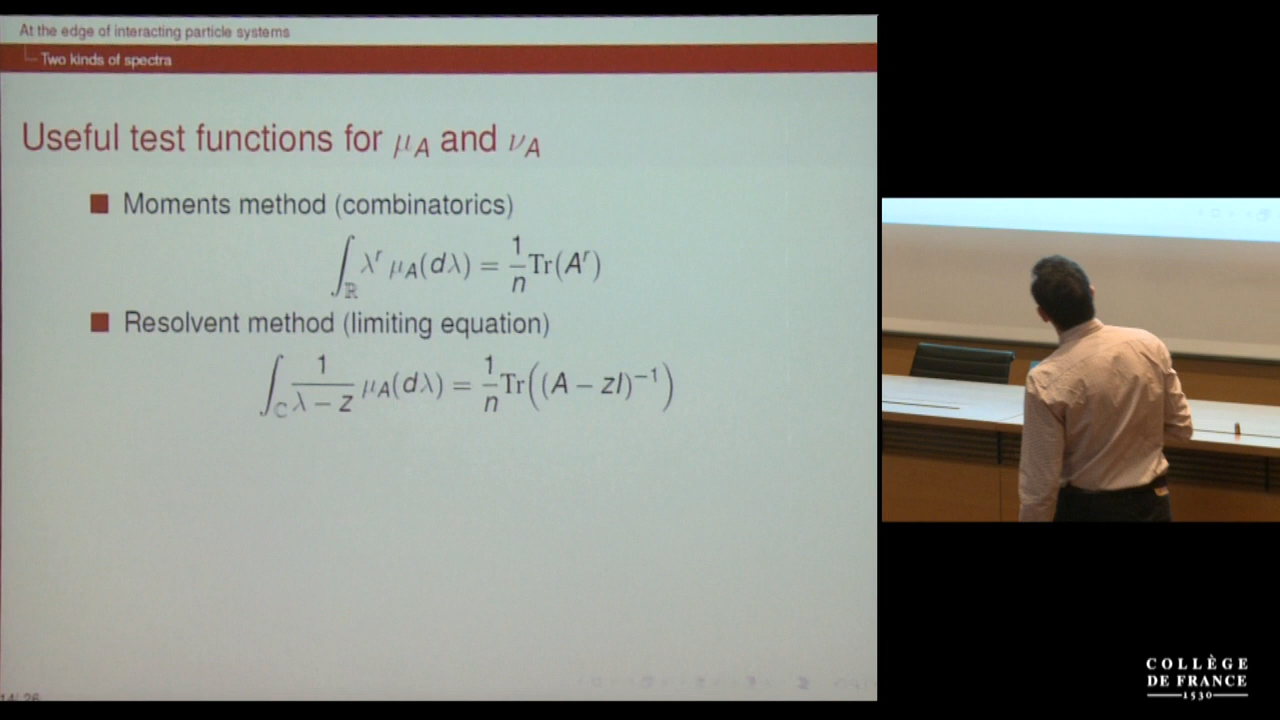 At the edge of interacting particle systems
Two kinds of spectra
Useful test functions for μ_A and ν_A
■ Moments method (combinatorics)
∫_ℝ λ^r μ_A(dλ) = 1/n Tr(A^r)
■ Resolvent method (limiting equation)
∫_ℂ 1/(λ − z) μ_A(dλ) = 1/n Tr((A − zI)^−1)
14/26
COLLÈGE
DE FRANCE
1530